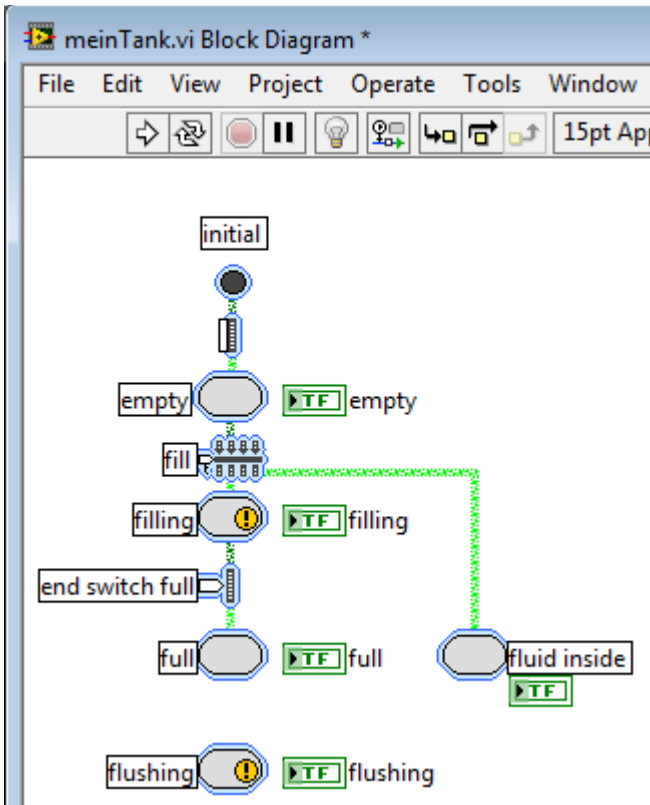 meinTank.vi Block Diagram *
File Edit View Project Operate Tools Window
15pt App
initial
empty TF empty
fill
filling TF filling
end switch full
full TF full
fluid inside
TF
flushing TF flushing